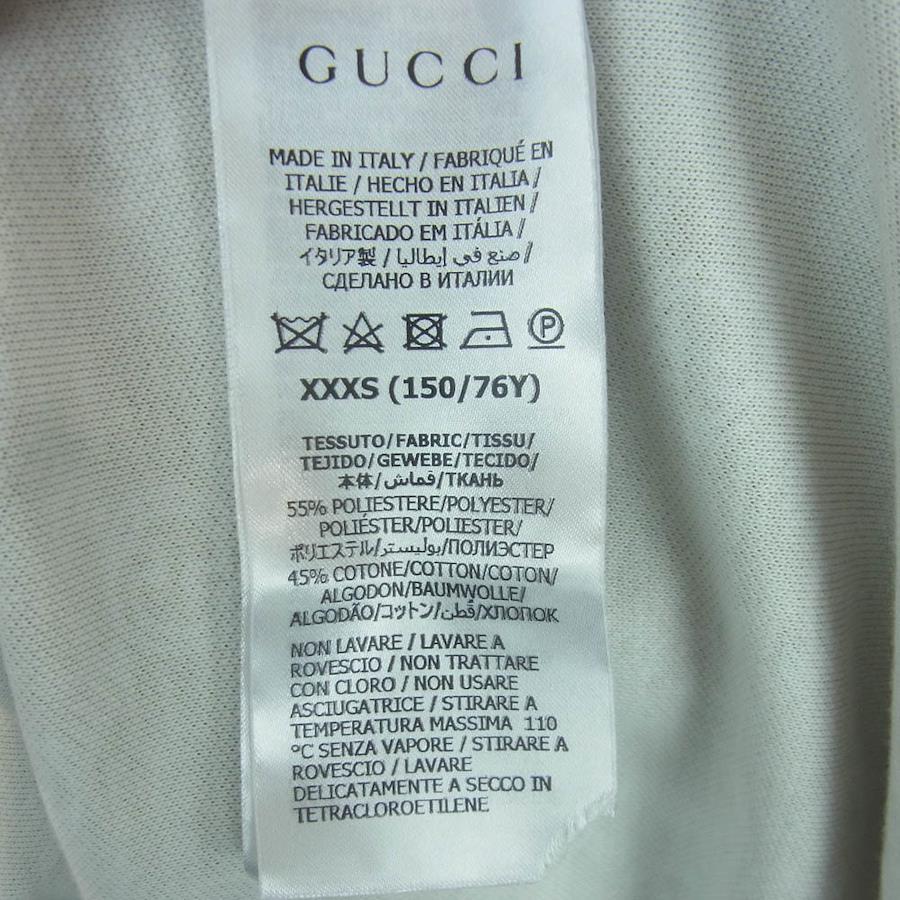 GUCCI
MADE IN ITALY / FABRIQUÉ EN
ITALIE / HECHO EN ITALIA /
HERGESTELLT IN ITALIEN /
FABRICADO EM ITÁLIA /
イタリア製 / صنع في إيطاليا /
СДЕЛАНО В ИТАЛИИ
P
XXXS (150/76Y)
TESSUTO/FABRIC/TISSU/
TEJIDO/GEWEBE/TECIDO/
本体/قماش/ТКАНЬ
55% POLIESTERE/POLYESTER/
POLIÉSTER/POLIESTER/
ポリエステル/بوليستر/ПОЛИЭСТЕР
45% COTONE/COTTON/COTON/
ALGODON/BAUMWOLLE/
ALGODÃO/コットン/قطن/ХЛОПОК
NON LAVARE / LAVARE A
ROVESCIO / NON TRATTARE
CON CLORO / NON USARE
ASCIUGATRICE / STIRARE A
TEMPERATURA MASSIMA 110
°C SENZA VAPORE / STIRARE A
ROVESCIO / LAVARE
DELICATAMENTE A SECCO IN
TETRACLOROETILENE